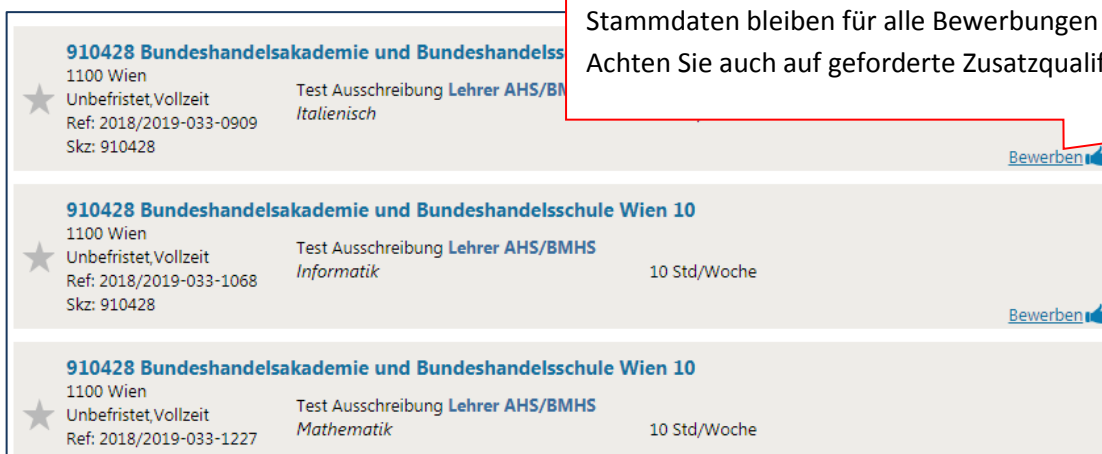 Stammdaten bleiben für alle Bewerbungen
Achten Sie auch auf geforderte
910428 Bundeshandelsakademie und
1100 Wien
Unbefristet,Vollzeit
Ref: 2018/2019-033-0909
Skz: 910428
Test Ausschreibung Lehrer
Italienisch
Bewerben
910428 Bundeshandelsakademie und Bundeshandelsschule Wien 10
1100 Wien
Unbefristet,Vollzeit
Ref: 2018/2019-033-1068
Skz: 910428
Test Ausschreibung Lehrer AHS/BMHS
Informatik 10 Std/Woche
Bewerben
910428 Bundeshandelsakademie und Bundeshandelsschule Wien 10
1100 Wien
Unbefristet,Vollzeit
Ref: 2018/2019-033-1227
Test Ausschreibung Lehrer AHS/BMHS
Mathematik 10 Std/Woche